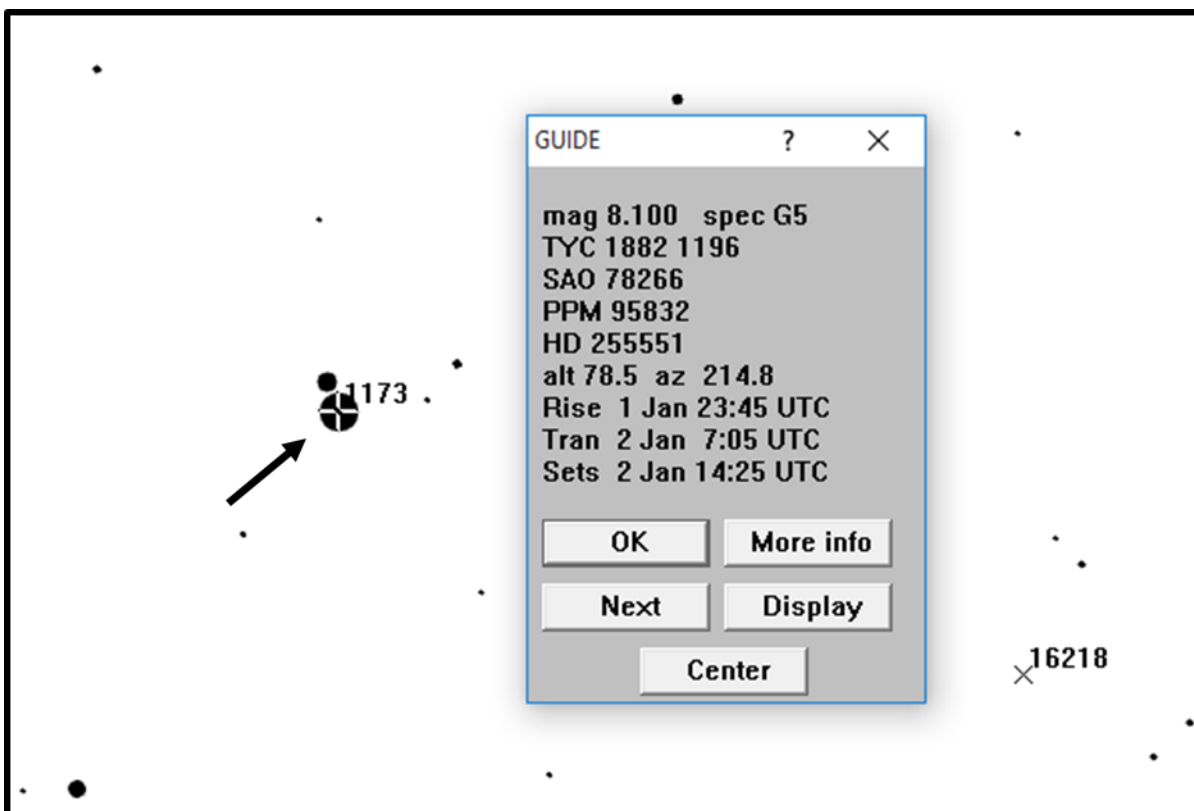 GUIDE ? ×
mag 8.100 spec G5
TYC 1882 1196
SAO 78266
PPM 95832
HD 255551
alt 78.5 az 214.8
Rise 1 Jan 23:45 UTC
Tran 2 Jan 7:05 UTC
Sets 2 Jan 14:25 UTC
OK More info
Next Display
Center
1173
16218